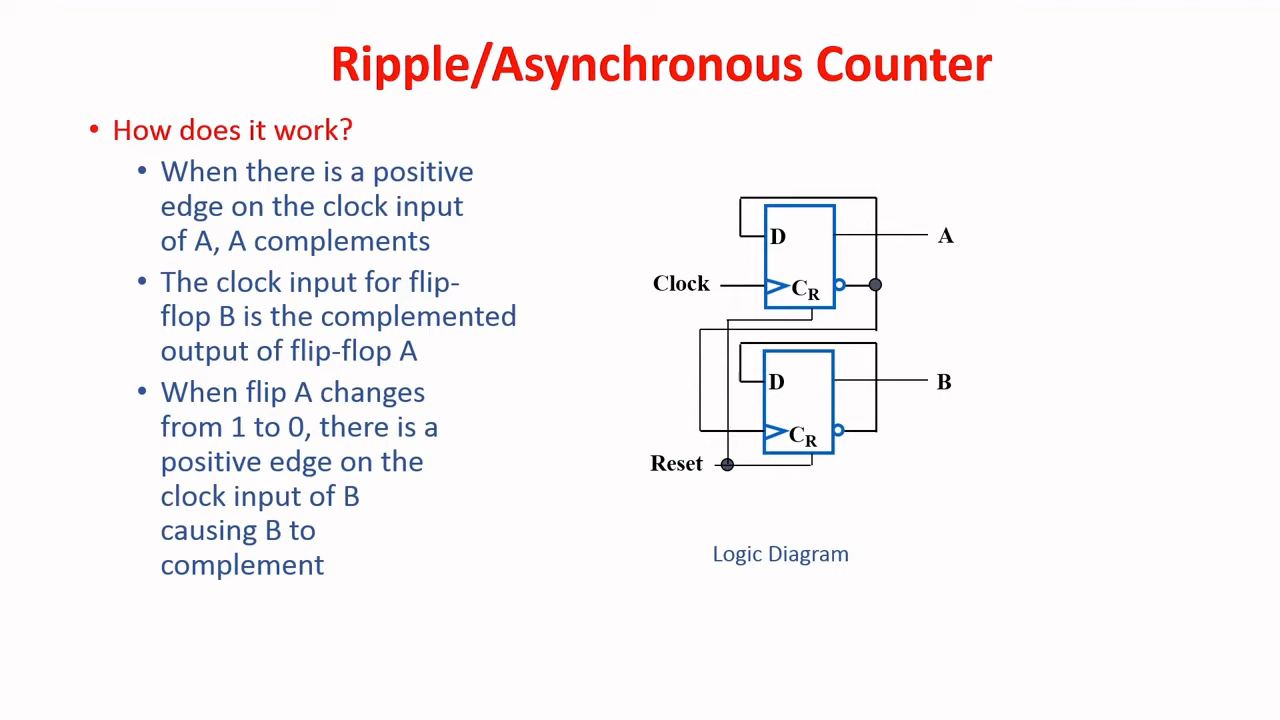 Ripple/Asynchronous Counter
• How does it work?
• When there is a positive
edge on the clock input
of A, A complements
• The clock input for flip-
flop B is the complemented
output of flip-flop A
• When flip A changes
from 1 to 0, there is a
positive edge on the
clock input of B
causing B to
complement
D
A
Clock
CR
D
B
CR
Reset
Logic Diagram